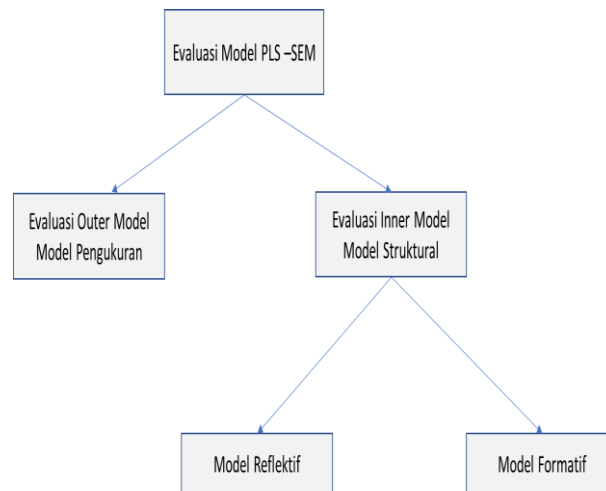 Evaluasi Model PLS –SEM
Evaluasi Outer Model
Model Pengukuran
Evaluasi Inner Model
Model Struktural
Model Reflektif
Model Formatif